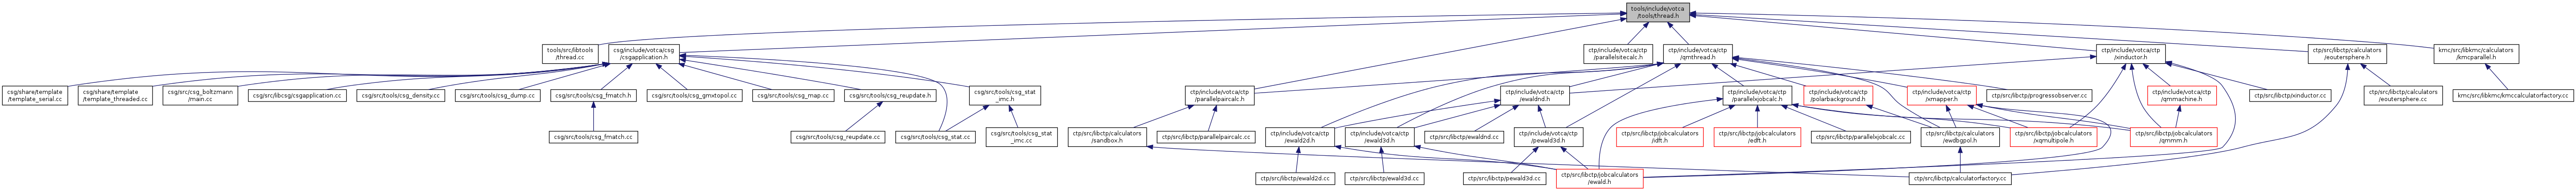 tools/include/votca
/tools/thread.h
tools/src/libtools
/thread.cc
csg/include/votca/csg
/csgapplication.h
ctp/include/votca/ctp
/parallelsitecalc.h
ctp/include/votca/ctp
/qmthread.h
ctp/include/votca/ctp
/xinductor.h
ctp/src/libctp/calculators
/eoutersphere.h
kmc/src/libkmc/calculators
/kmcparallel.h
csg/share/template
/template_serial.cc
csg/share/template
/template_threaded.cc
csg/src/csg_boltzmann
/main.cc
csg/src/libcsg/csgapplication.cc
csg/src/tools/csg_density.cc
csg/src/tools/csg_dump.cc
csg/src/tools/csg_fmatch.h
csg/src/tools/csg_gmxtopol.cc
csg/src/tools/csg_map.cc
csg/src/tools/csg_reupdate.h
csg/src/tools/csg_stat
_imc.h
ctp/include/votca/ctp
/parallelpaircalc.h
ctp/include/votca/ctp
/ewaldnd.h
ctp/include/votca/ctp
/parallelxjobcalc.h
ctp/include/votca/ctp
/polarbackground.h
ctp/include/votca/ctp
/xmapper.h
ctp/src/libctp/progressobserver.cc
ctp/include/votca/ctp
/qmmachine.h
ctp/src/libctp/xinductor.cc
ctp/src/libctp/calculators
/eoutersphere.cc
kmc/src/libkmc/kmccalculatorfactory.cc
csg/src/tools/csg_fmatch.cc
csg/src/tools/csg_reupdate.cc
csg/src/tools/csg_stat.cc
csg/src/tools/csg_stat
_imc.cc
ctp/src/libctp/calculators
/sandbox.h
ctp/src/libctp/parallelpaircalc.cc
ctp/include/votca/ctp
/ewald2d.h
ctp/include/votca/ctp
/ewald3d.h
ctp/src/libctp/ewaldnd.cc
ctp/include/votca/ctp
/pewald3d.h
ctp/src/libctp/jobcalculators
/idft.h
ctp/src/libctp/jobcalculators
/edft.h
ctp/src/libctp/parallelxjobcalc.cc
ctp/src/libctp/calculators
/ewdbgpol.h
ctp/src/libctp/jobcalculators
/xqmultipole.h
ctp/src/libctp/jobcalculators
/qmmm.h
ctp/src/libctp/ewald2d.cc
ctp/src/libctp/ewald3d.cc
ctp/src/libctp/pewald3d.cc
ctp/src/libctp/jobcalculators
/ewald.h
ctp/src/libctp/calculatorfactory.cc